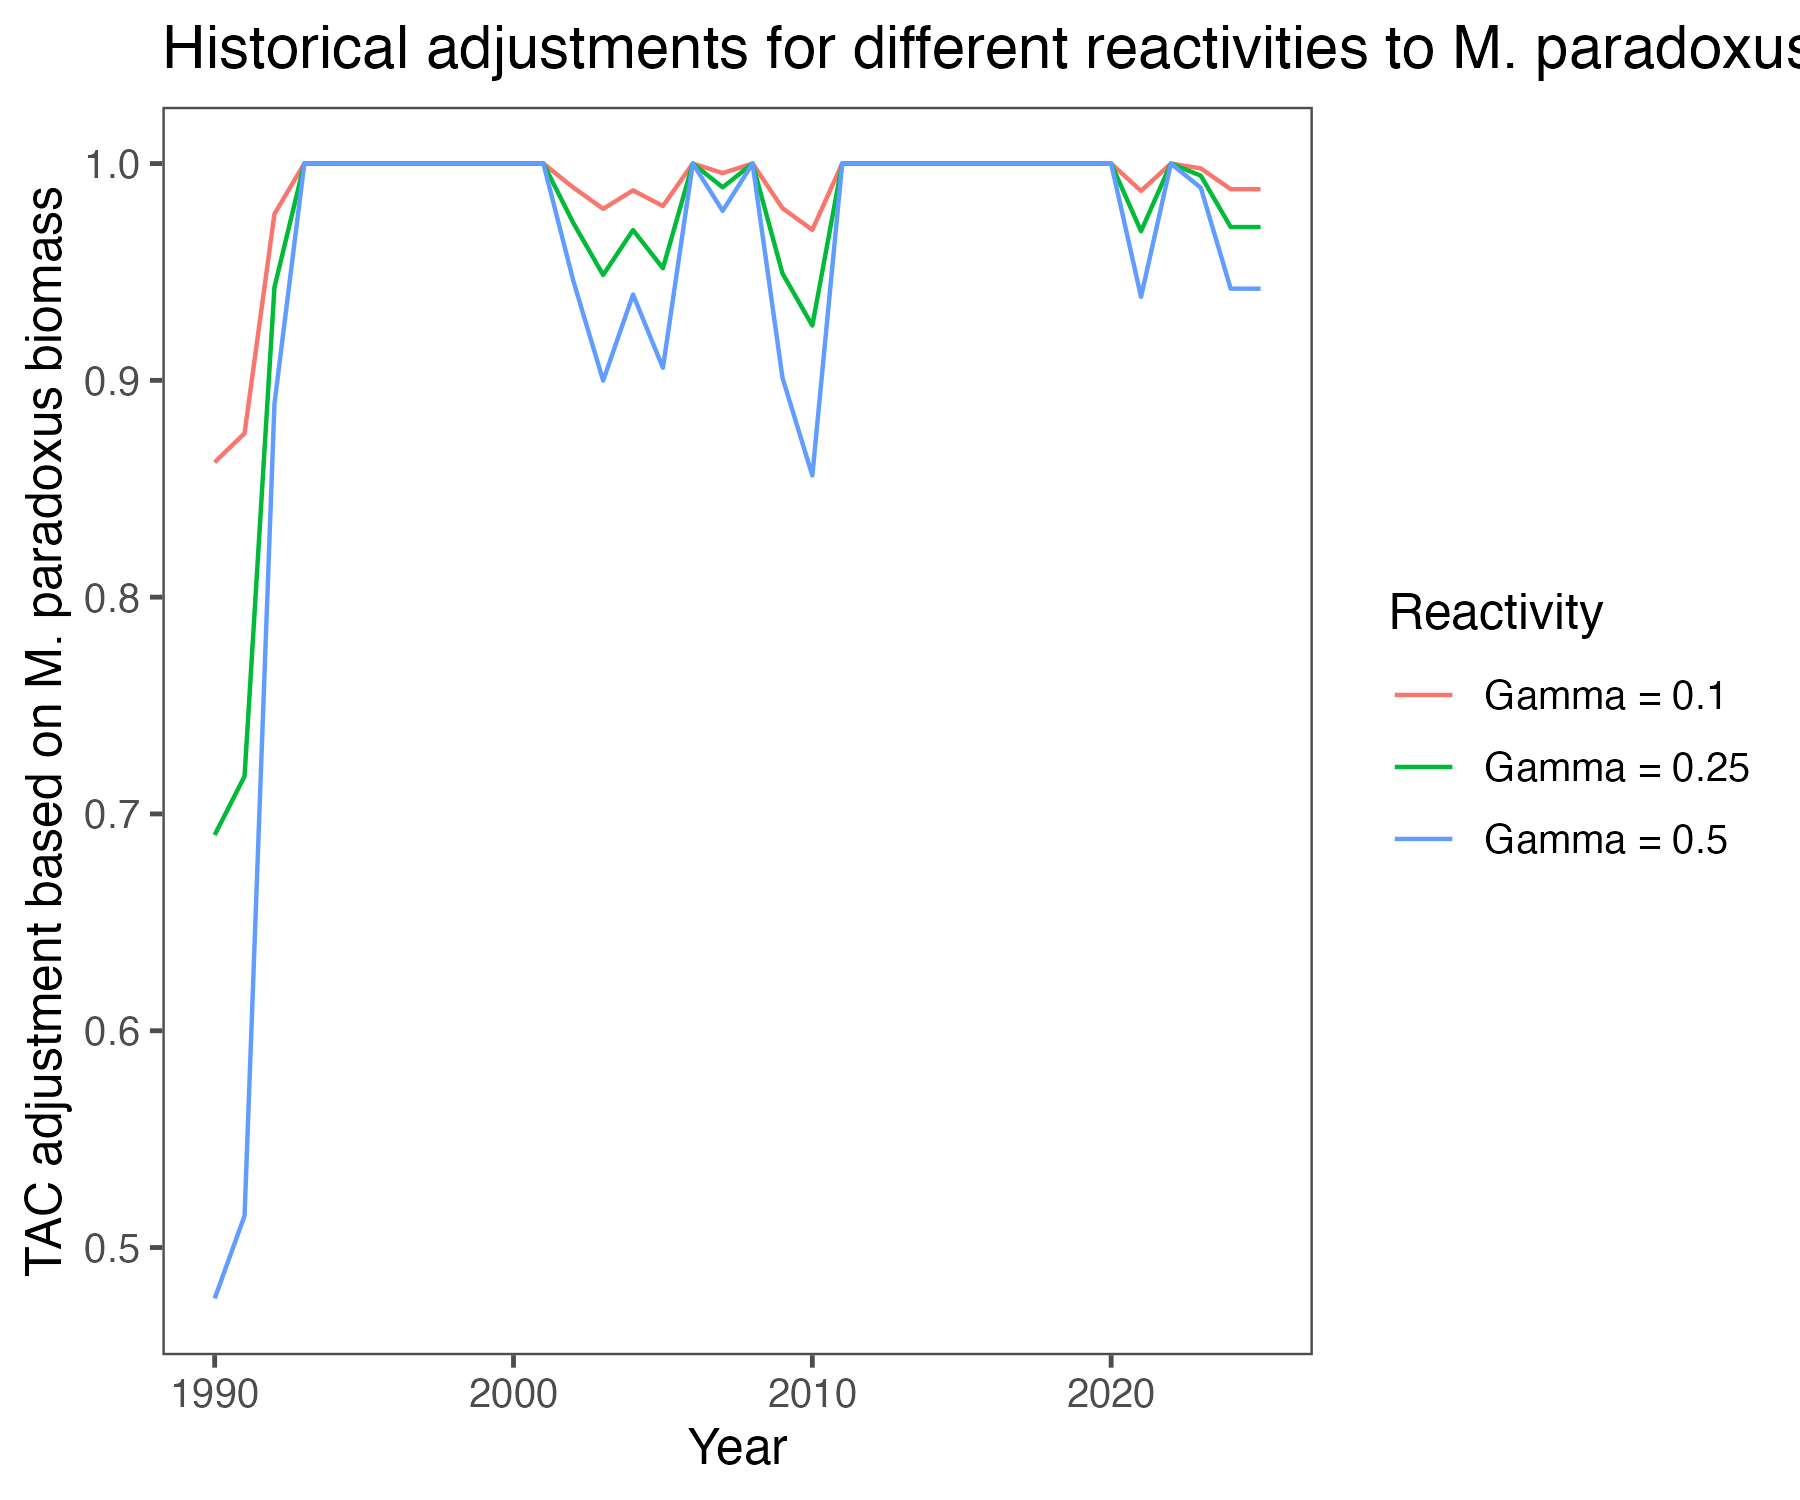 Historical adjustments for different reactivities to M. paradoxus
TAC adjustment based on M. paradoxus biomass
1.0
0.9
0.8
0.7
0.6
0.5
1990
2000
2010
2020
Year
Reactivity
Gamma = 0.1
Gamma = 0.25
Gamma = 0.5